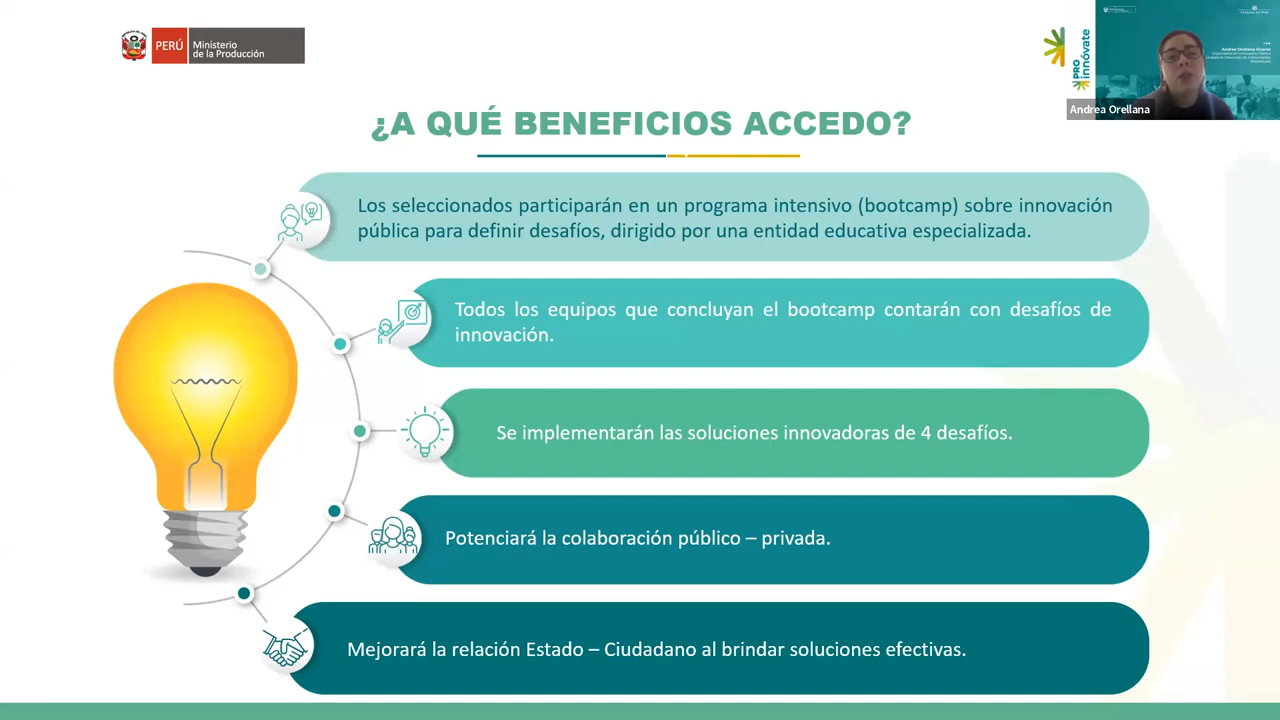 PERÚ
Ministerio
de la Producción
PRO
innóvate
Andrea Orellana
¿A QUÉ BENEFICIOS ACCEDO?
Los seleccionados participarán en un programa intensivo (bootcamp) sobre innovación
pública para definir desafíos, dirigido por una entidad educativa especializada.
Todos los equipos que concluyan el bootcamp contarán con desafíos de
innovación.
Se implementarán las soluciones innovadoras de 4 desafíos.
Potenciará la colaboración público – privada.
Mejorará la relación Estado – Ciudadano al brindar soluciones efectivas.